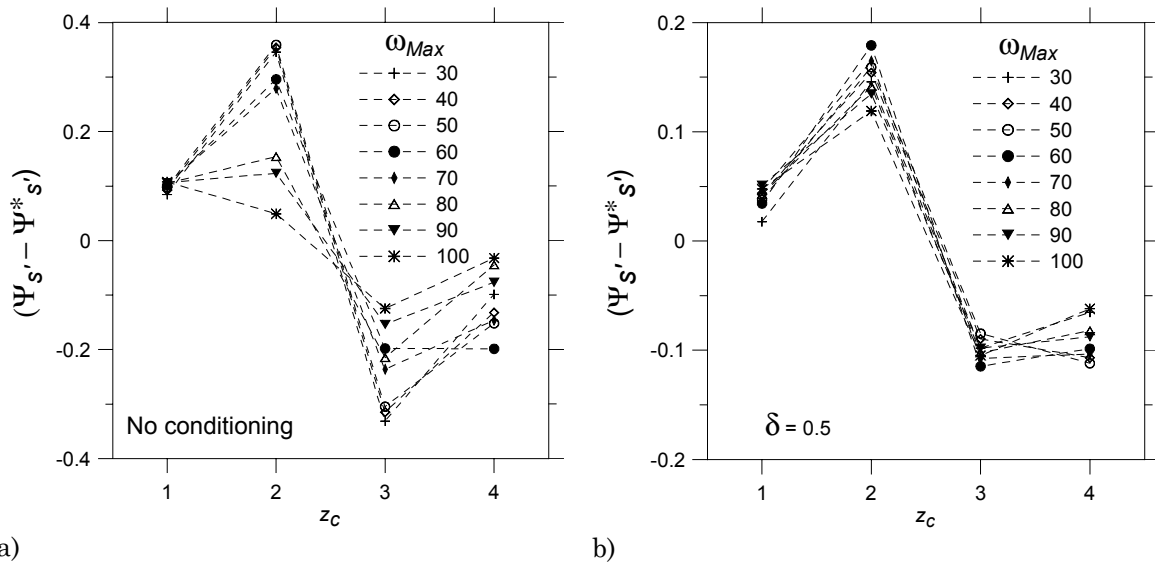 0.4
0.2
0
-0.2
-0.4
(Ψs' – Ψ*s')
ωMax
30
40
50
60
70
80
90
100
No conditioning
1 2 3 4
zc
a)
0.2
0.1
0
-0.1
-0.2
(Ψs' – Ψ*s')
ωMax
30
40
50
60
70
80
90
100
δ = 0.5
1 2 3 4
zc
b)